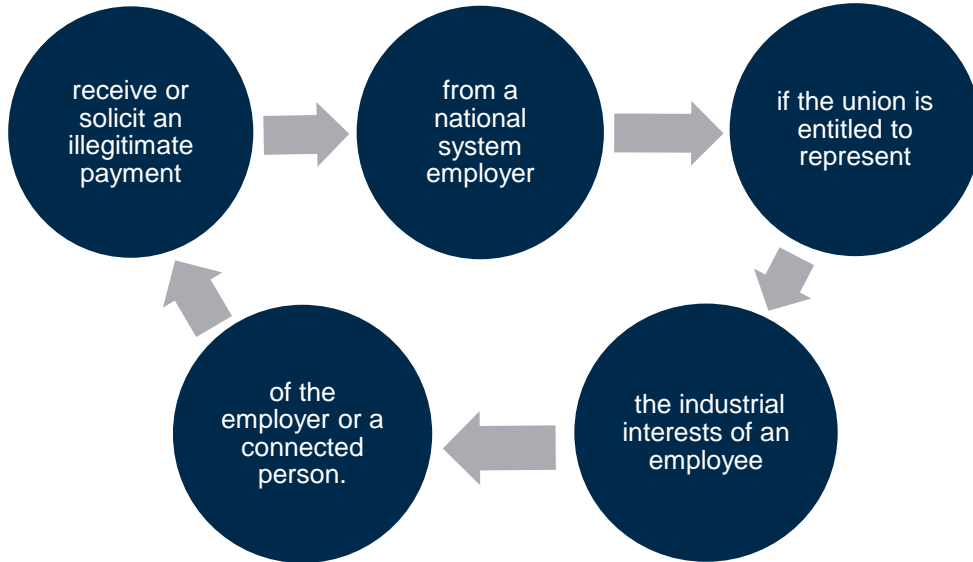 receive or
solicit an
illegitimate
payment
from a
national
system
employer
if the union is
entitled to
represent
the industrial
interests of an
employee
of the
employer or a
connected
person.